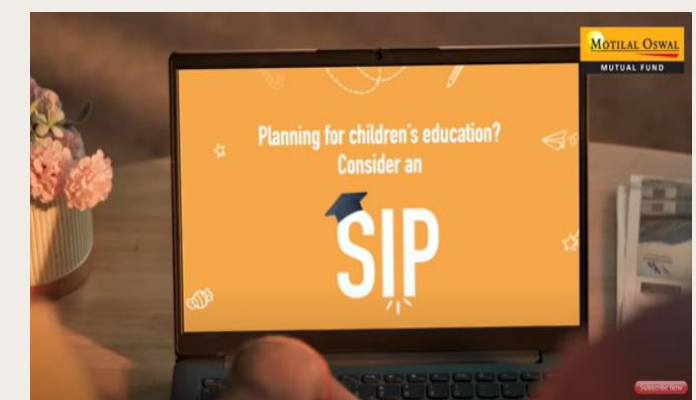 MOTILAL OSWAL
MUTUAL FUND
Planning for children's education?
Consider an
SIP
Subscribe Now